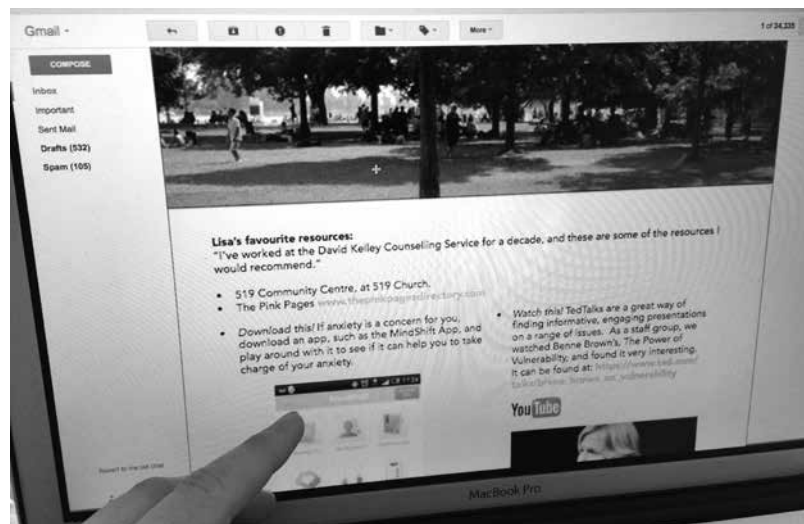 Gmail
More
1 of 24,335
COMPOSE
Inbox
Important
Sent Mail
Drafts (532)
Spam (105)
Lisa's favourite resources:
"I've worked at the David Kelley Counselling Service for a decade, and these are some of the resources I
would recommend."
• 519 Community Centre, at 519 Church.
• The Pink Pages www.thepinkpagesdirectory.com
• Download this! If anxiety is a concern for you,
download an app, such as the MindShift App, and
play around with it to see if it can help you to take
charge of your anxiety.
• Watch this! TedTalks are a great way of
finding informative, engaging presentations
on a range of issues. As a staff group, we
watched Benne Brown's, The Power of
Vulnerability, and found it very interesting.
It can be found at: https://www.ted.com/
talks/brene_brown_on_vulnerability
YouTube
MacBook Pro